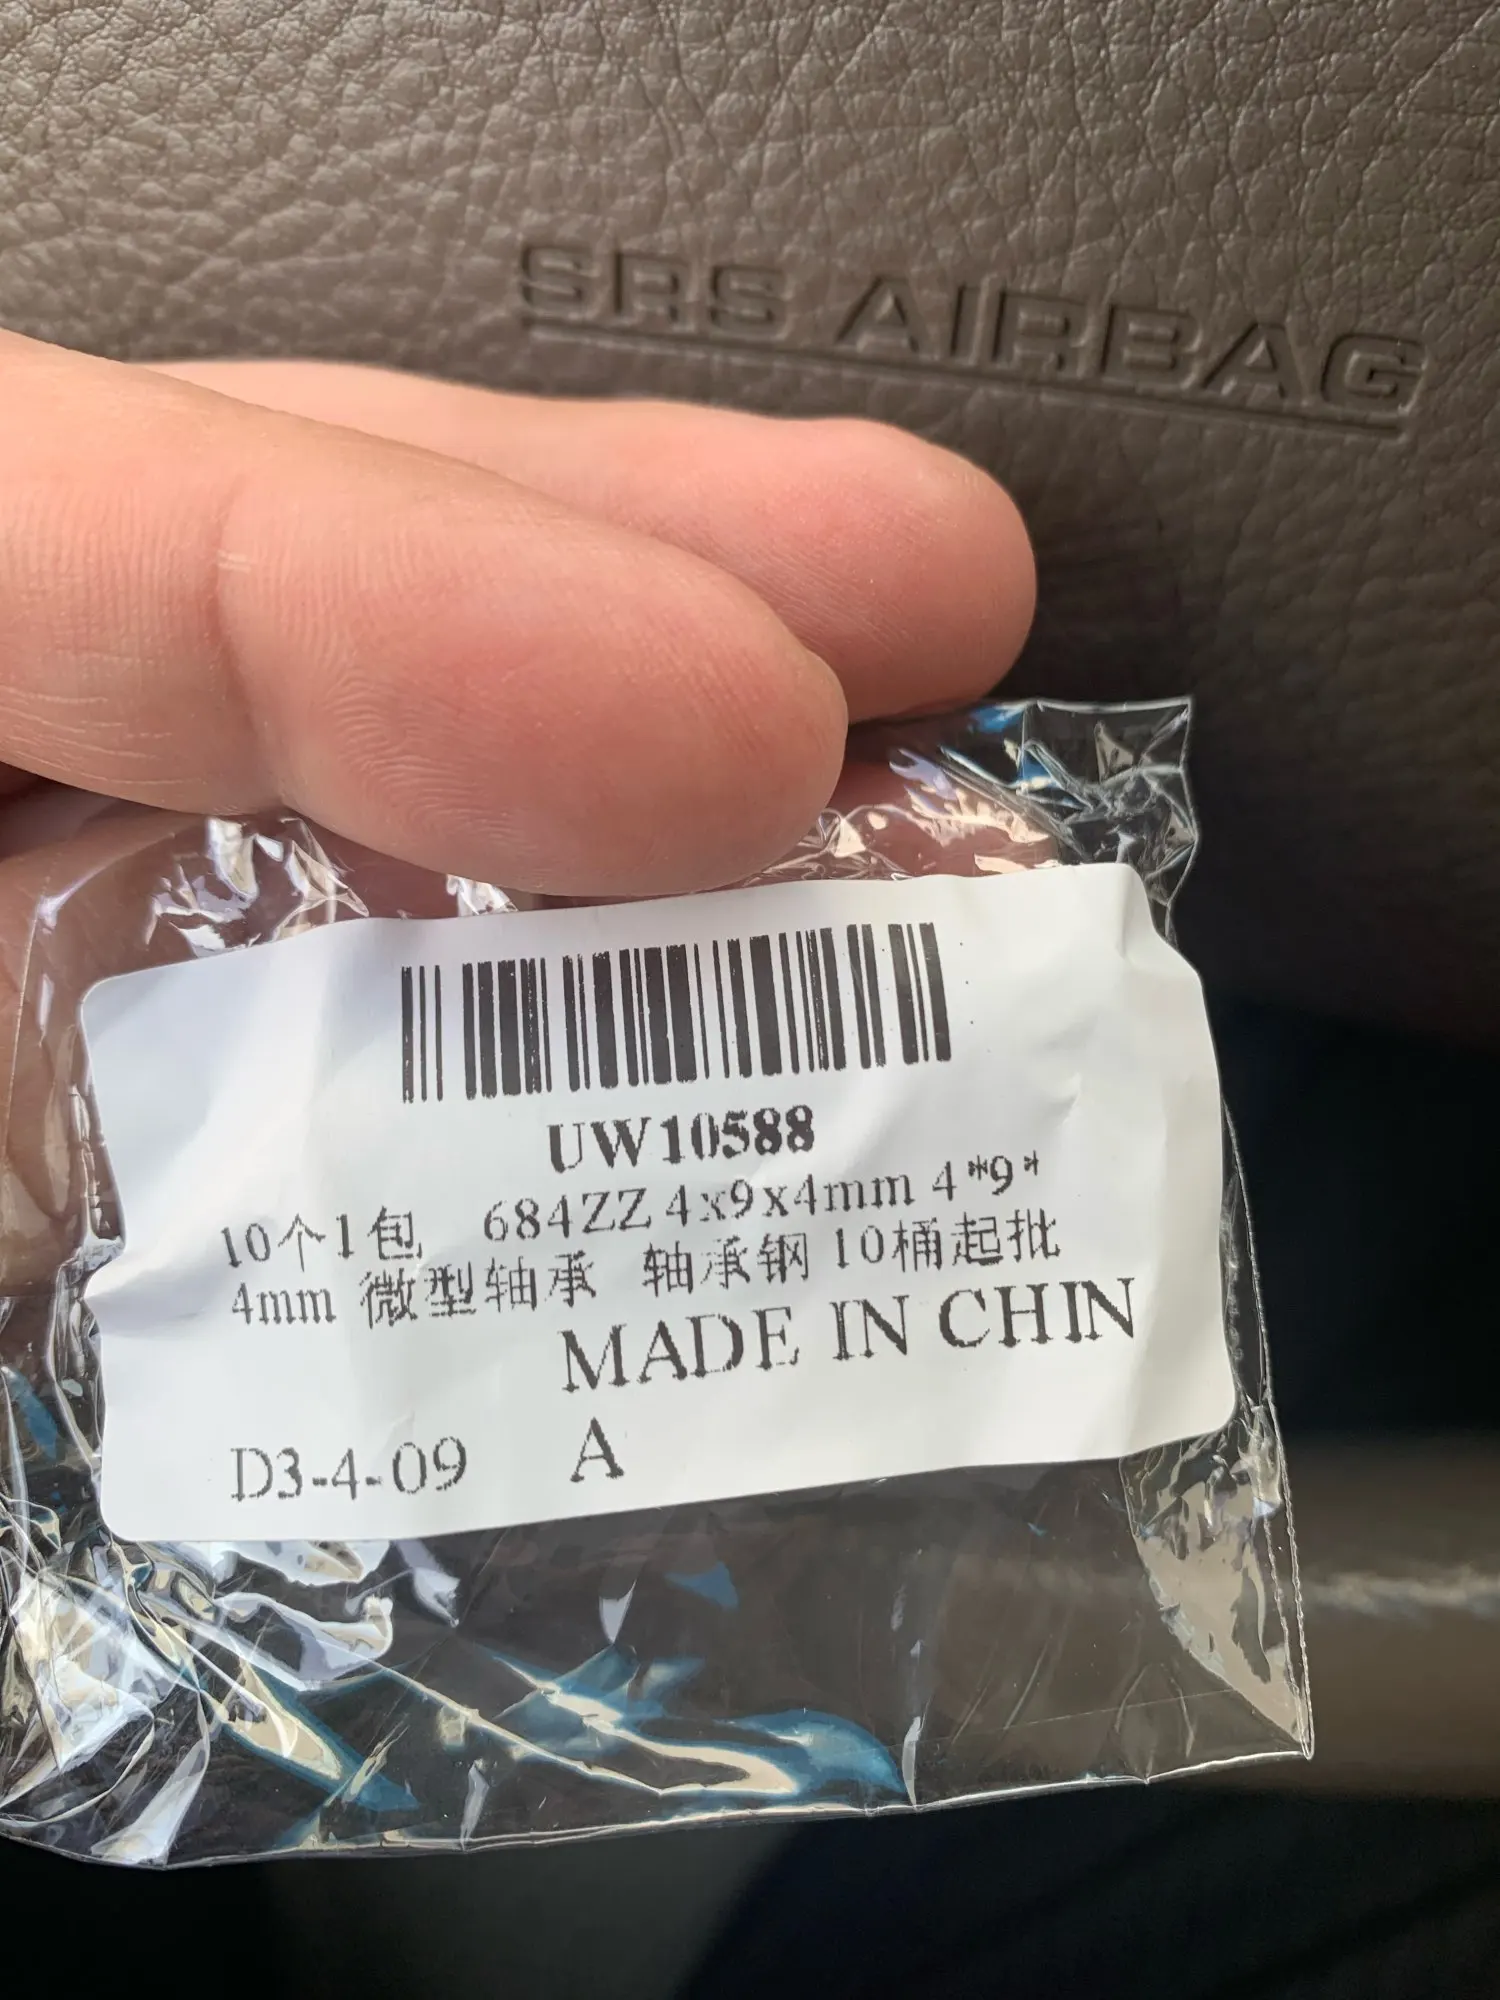 SRS AIRBAG
UW10588
10个1包 684ZZ 4x9x4mm 4*9*
4mm 微型轴承 轴承钢 10桶起批
MADE IN CHIN
D3-4-09 A